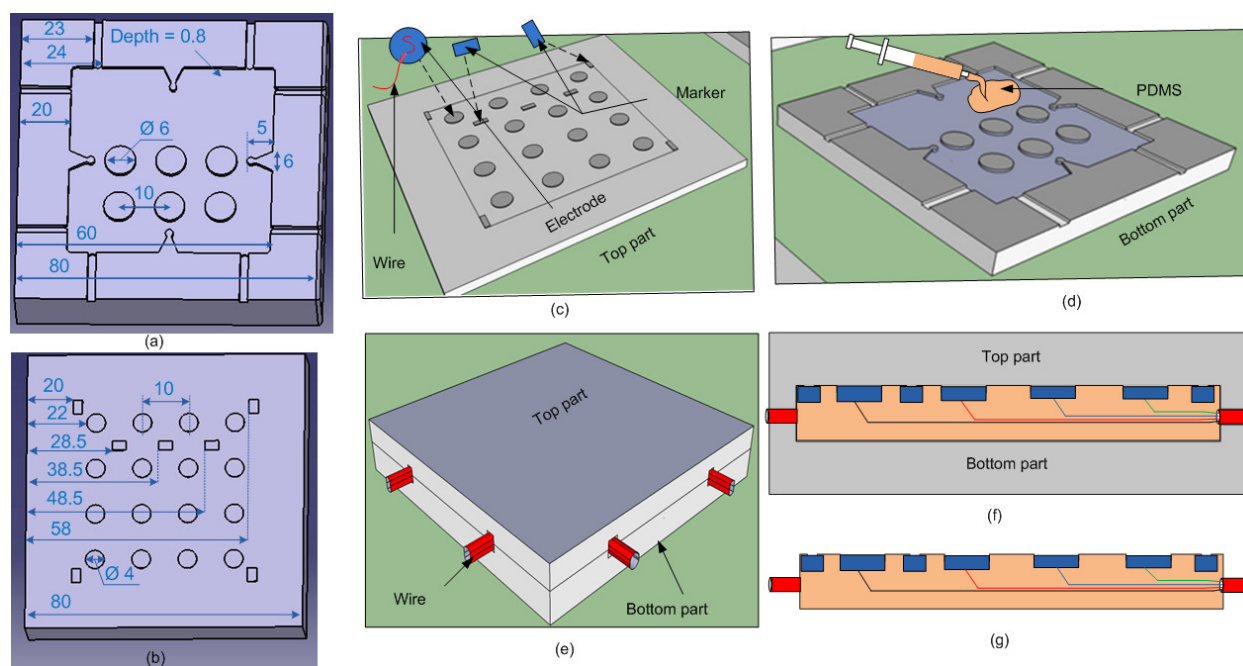 23
24
Depth = 0.8
20
Ø 6
5
6
10
60
80
(a)
20
10
22
28.5
38.5
48.5
58
Ø 4
80
(b)
Marker
Electrode
Wire
Top part
(c)
PDMS
Bottom part
(d)
Top part
Wire
Bottom part
(e)
Top part
Bottom part
(f)
(g)